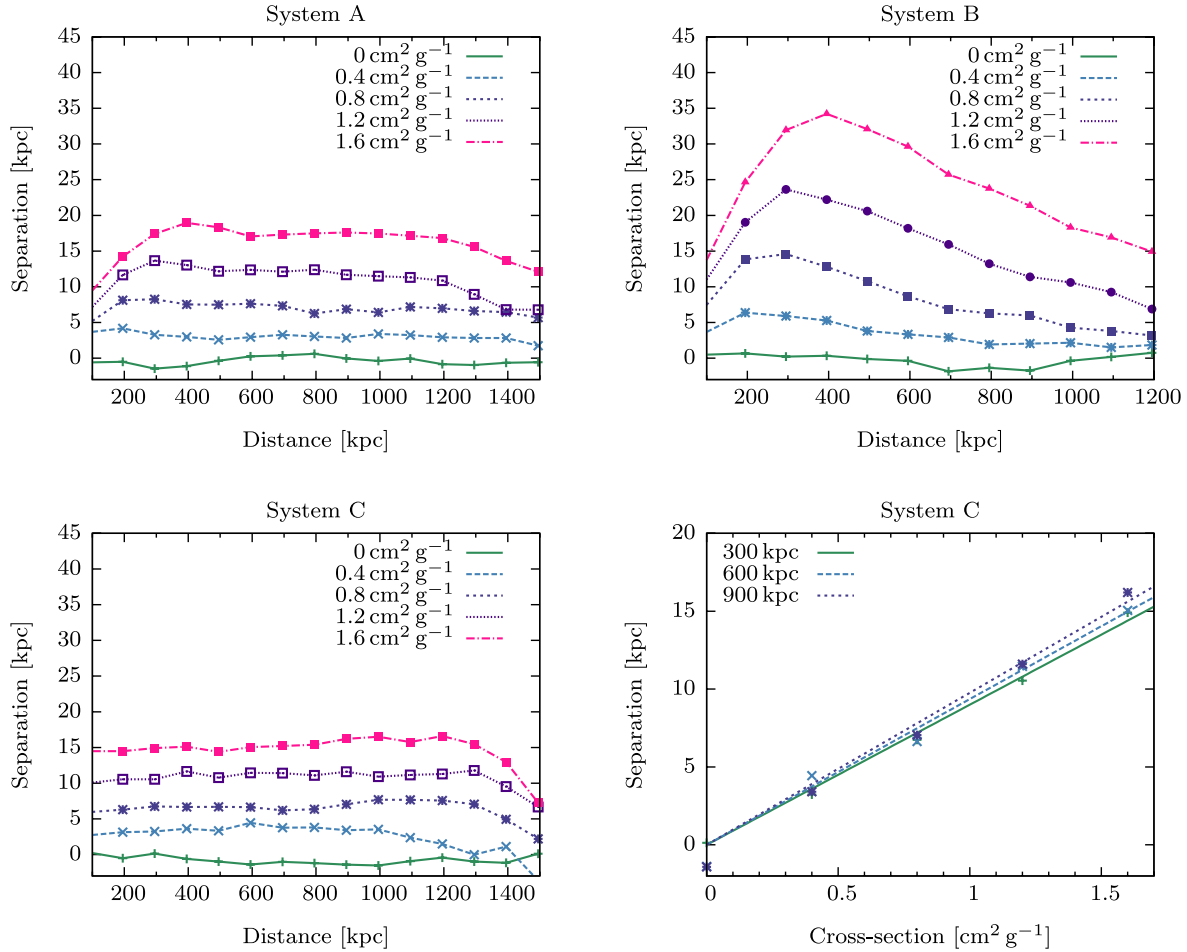 System A
45
40
35
30
25
20
15
10
5
0
Separation [kpc]
0 cm² g⁻¹
0.4 cm² g⁻¹
0.8 cm² g⁻¹
1.2 cm² g⁻¹
1.6 cm² g⁻¹
200 400 600 800 1000 1200 1400
Distance [kpc]
System B
45
40
35
30
25
20
15
10
5
0
Separation [kpc]
0 cm² g⁻¹
0.4 cm² g⁻¹
0.8 cm² g⁻¹
1.2 cm² g⁻¹
1.6 cm² g⁻¹
200 400 600 800 1000 1200
Distance [kpc]
System C
45
40
35
30
25
20
15
10
5
0
Separation [kpc]
0 cm² g⁻¹
0.4 cm² g⁻¹
0.8 cm² g⁻¹
1.2 cm² g⁻¹
1.6 cm² g⁻¹
200 400 600 800 1000 1200 1400
Distance [kpc]
System C
20
15
10
5
0
Separation [kpc]
300 kpc
600 kpc
900 kpc
0 0.5 1 1.5
Cross-section [cm² g⁻¹]